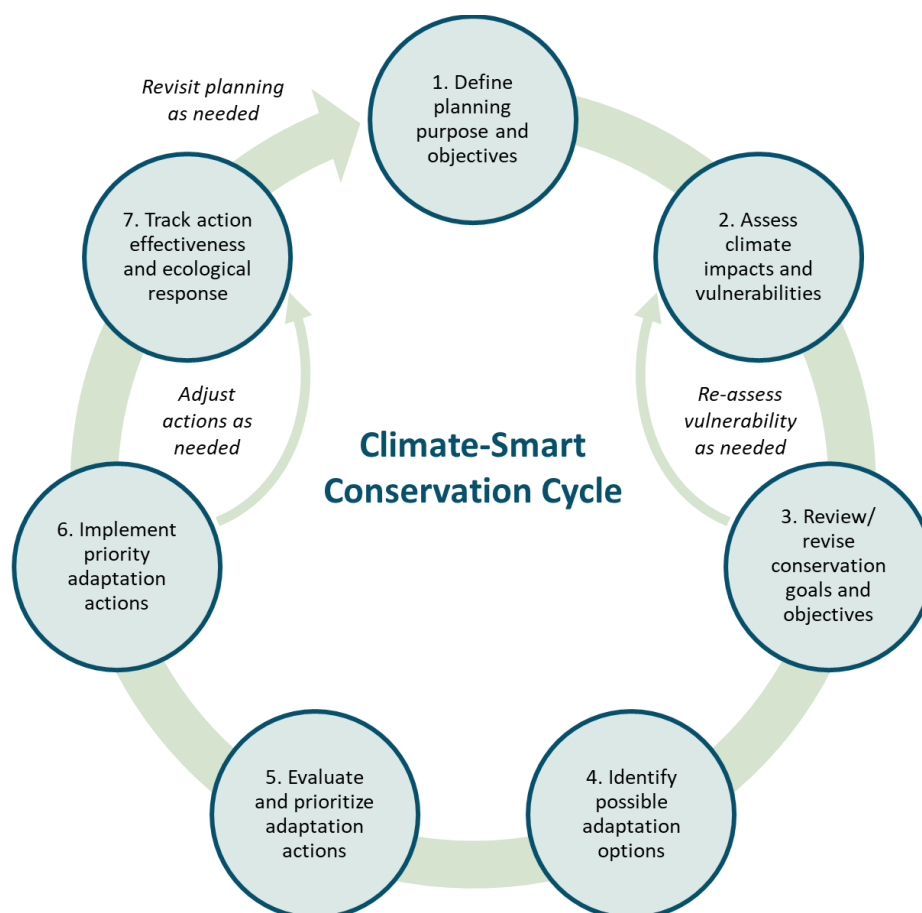 1. Define
planning
purpose and
objectives
2. Assess
climate
impacts and
vulnerabilities
3. Review/
revise
conservation
goals and
objectives
4. Identify
possible
adaptation
options
5. Evaluate
and prioritize
adaptation
actions
6. Implement
priority
adaptation
actions
7. Track action
effectiveness
and ecological
response
Revisit planning
as needed
Adjust
actions as
needed
Re-assess
vulnerability
as needed
Climate-Smart
Conservation Cycle